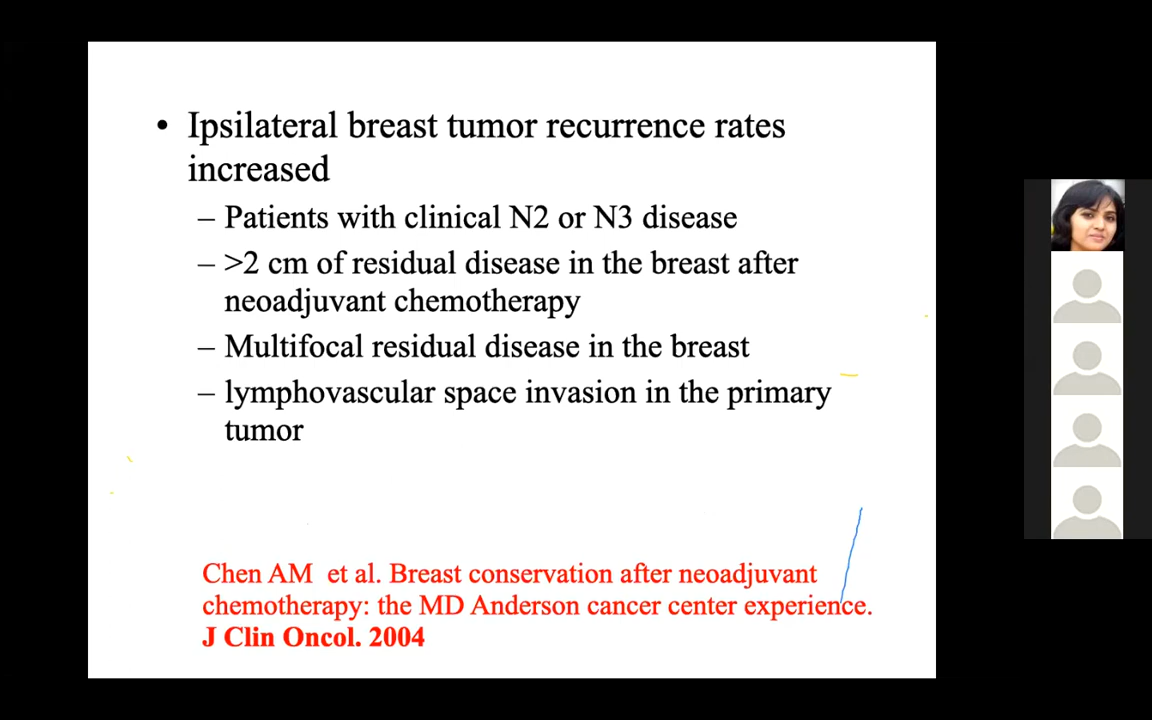 • Ipsilateral breast tumor recurrence rates
increased
– Patients with clinical N2 or N3 disease
– >2 cm of residual disease in the breast after
neoadjuvant chemotherapy
– Multifocal residual disease in the breast
– lymphovascular space invasion in the primary
tumor
Chen AM et al. Breast conservation after neoadjuvant
chemotherapy: the MD Anderson cancer center experience.
J Clin Oncol. 2004